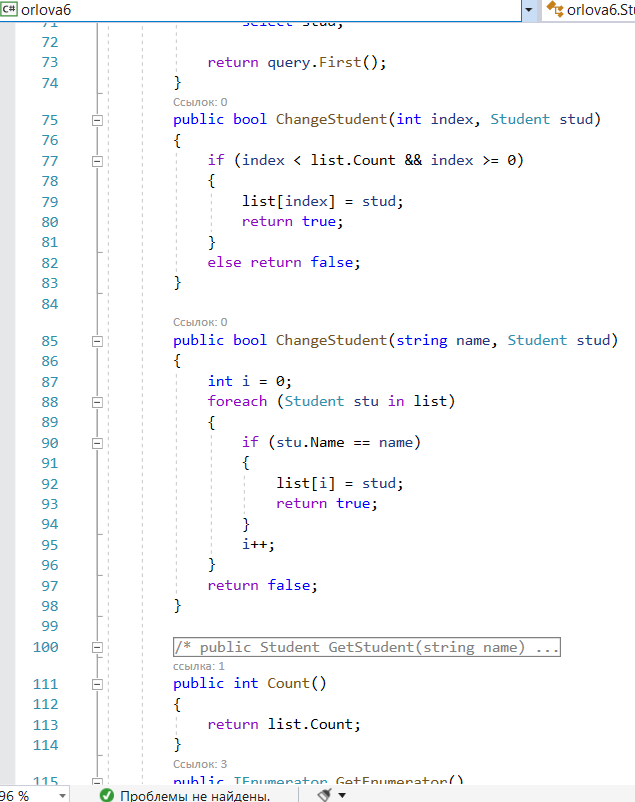 C# orlova6 orlova6.Stu
71 select stud;
72
73 return query.First();
74 }
Ссылок: 0
75 public bool ChangeStudent(int index, Student stud)
76 {
77 if (index < list.Count && index >= 0)
78 {
79 list[index] = stud;
80 return true;
81 }
82 else return false;
83 }
84
Ссылок: 0
85 public bool ChangeStudent(string name, Student stud)
86 {
87 int i = 0;
88 foreach (Student stu in list)
89 {
90 if (stu.Name == name)
91 {
92 list[i] = stud;
93 return true;
94 }
95 i++;
96 }
97 return false;
98 }
99
100 /* public Student GetStudent(string name) ...
ссылка: 1
111 public int Count()
112 {
113 return list.Count;
114 }
Ссылок: 3
115 public IEnumerator GetEnumerator()
96 % Проблемы не найдены.